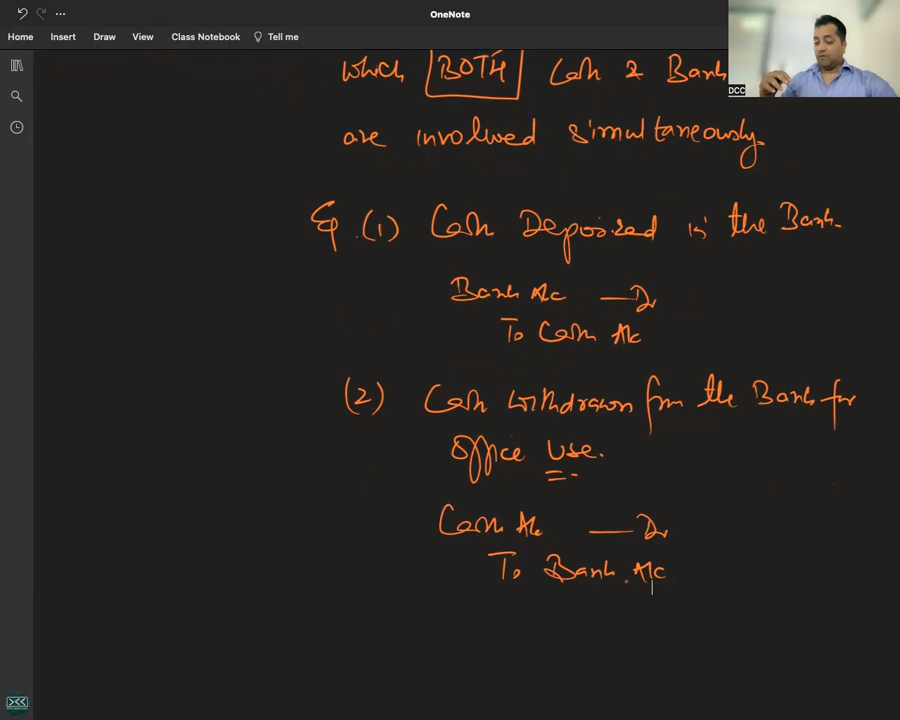 OneNote
Home Insert Draw View Class Notebook Tell me
DCC
which BOTH Cash & Bank
are involved simultaneously.
Eg. (1) Cash Deposited in the Bank.
Bank A/c — Dr
To Cash A/c
(2) Cash withdrawn from the Bank for
Office Use.
Cash A/c — Dr
To Bank A/c